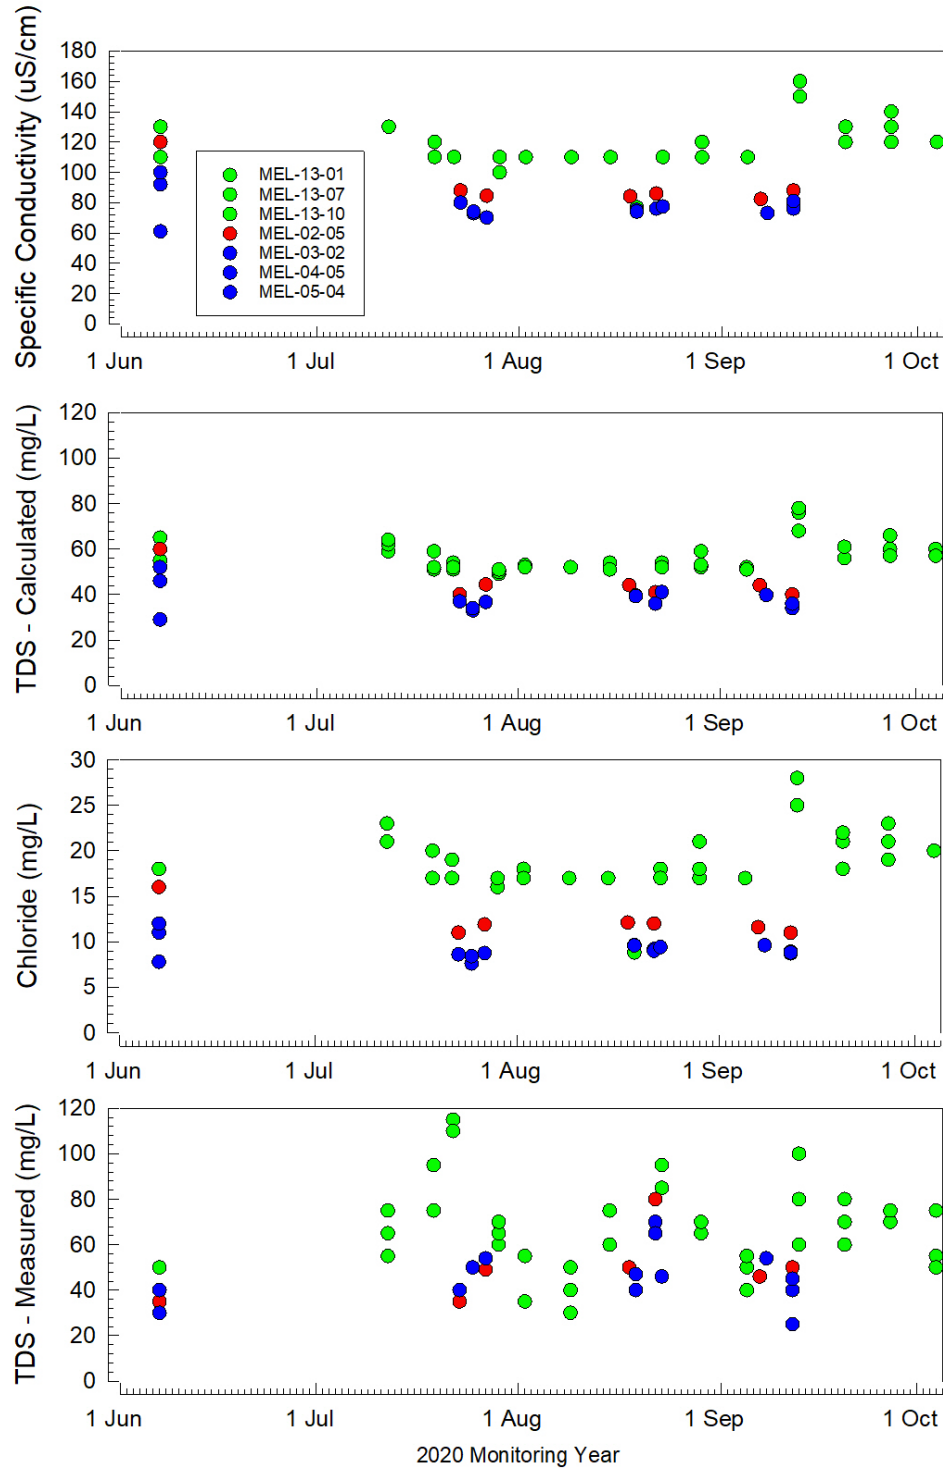 Specific Conductivity (uS/cm)
180
160
140
120
100
80
60
40
20
0
MEL-13-01
MEL-13-07
MEL-13-10
MEL-02-05
MEL-03-02
MEL-04-05
MEL-05-04
1 Jun 1 Jul 1 Aug 1 Sep 1 Oct
TDS - Calculated (mg/L)
120
100
80
60
40
20
0
1 Jun 1 Jul 1 Aug 1 Sep 1 Oct
Chloride (mg/L)
30
25
20
15
10
5
0
1 Jun 1 Jul 1 Aug 1 Sep 1 Oct
TDS - Measured (mg/L)
120
100
80
60
40
20
0
1 Jun 1 Jul 1 Aug 1 Sep 1 Oct
2020 Monitoring Year